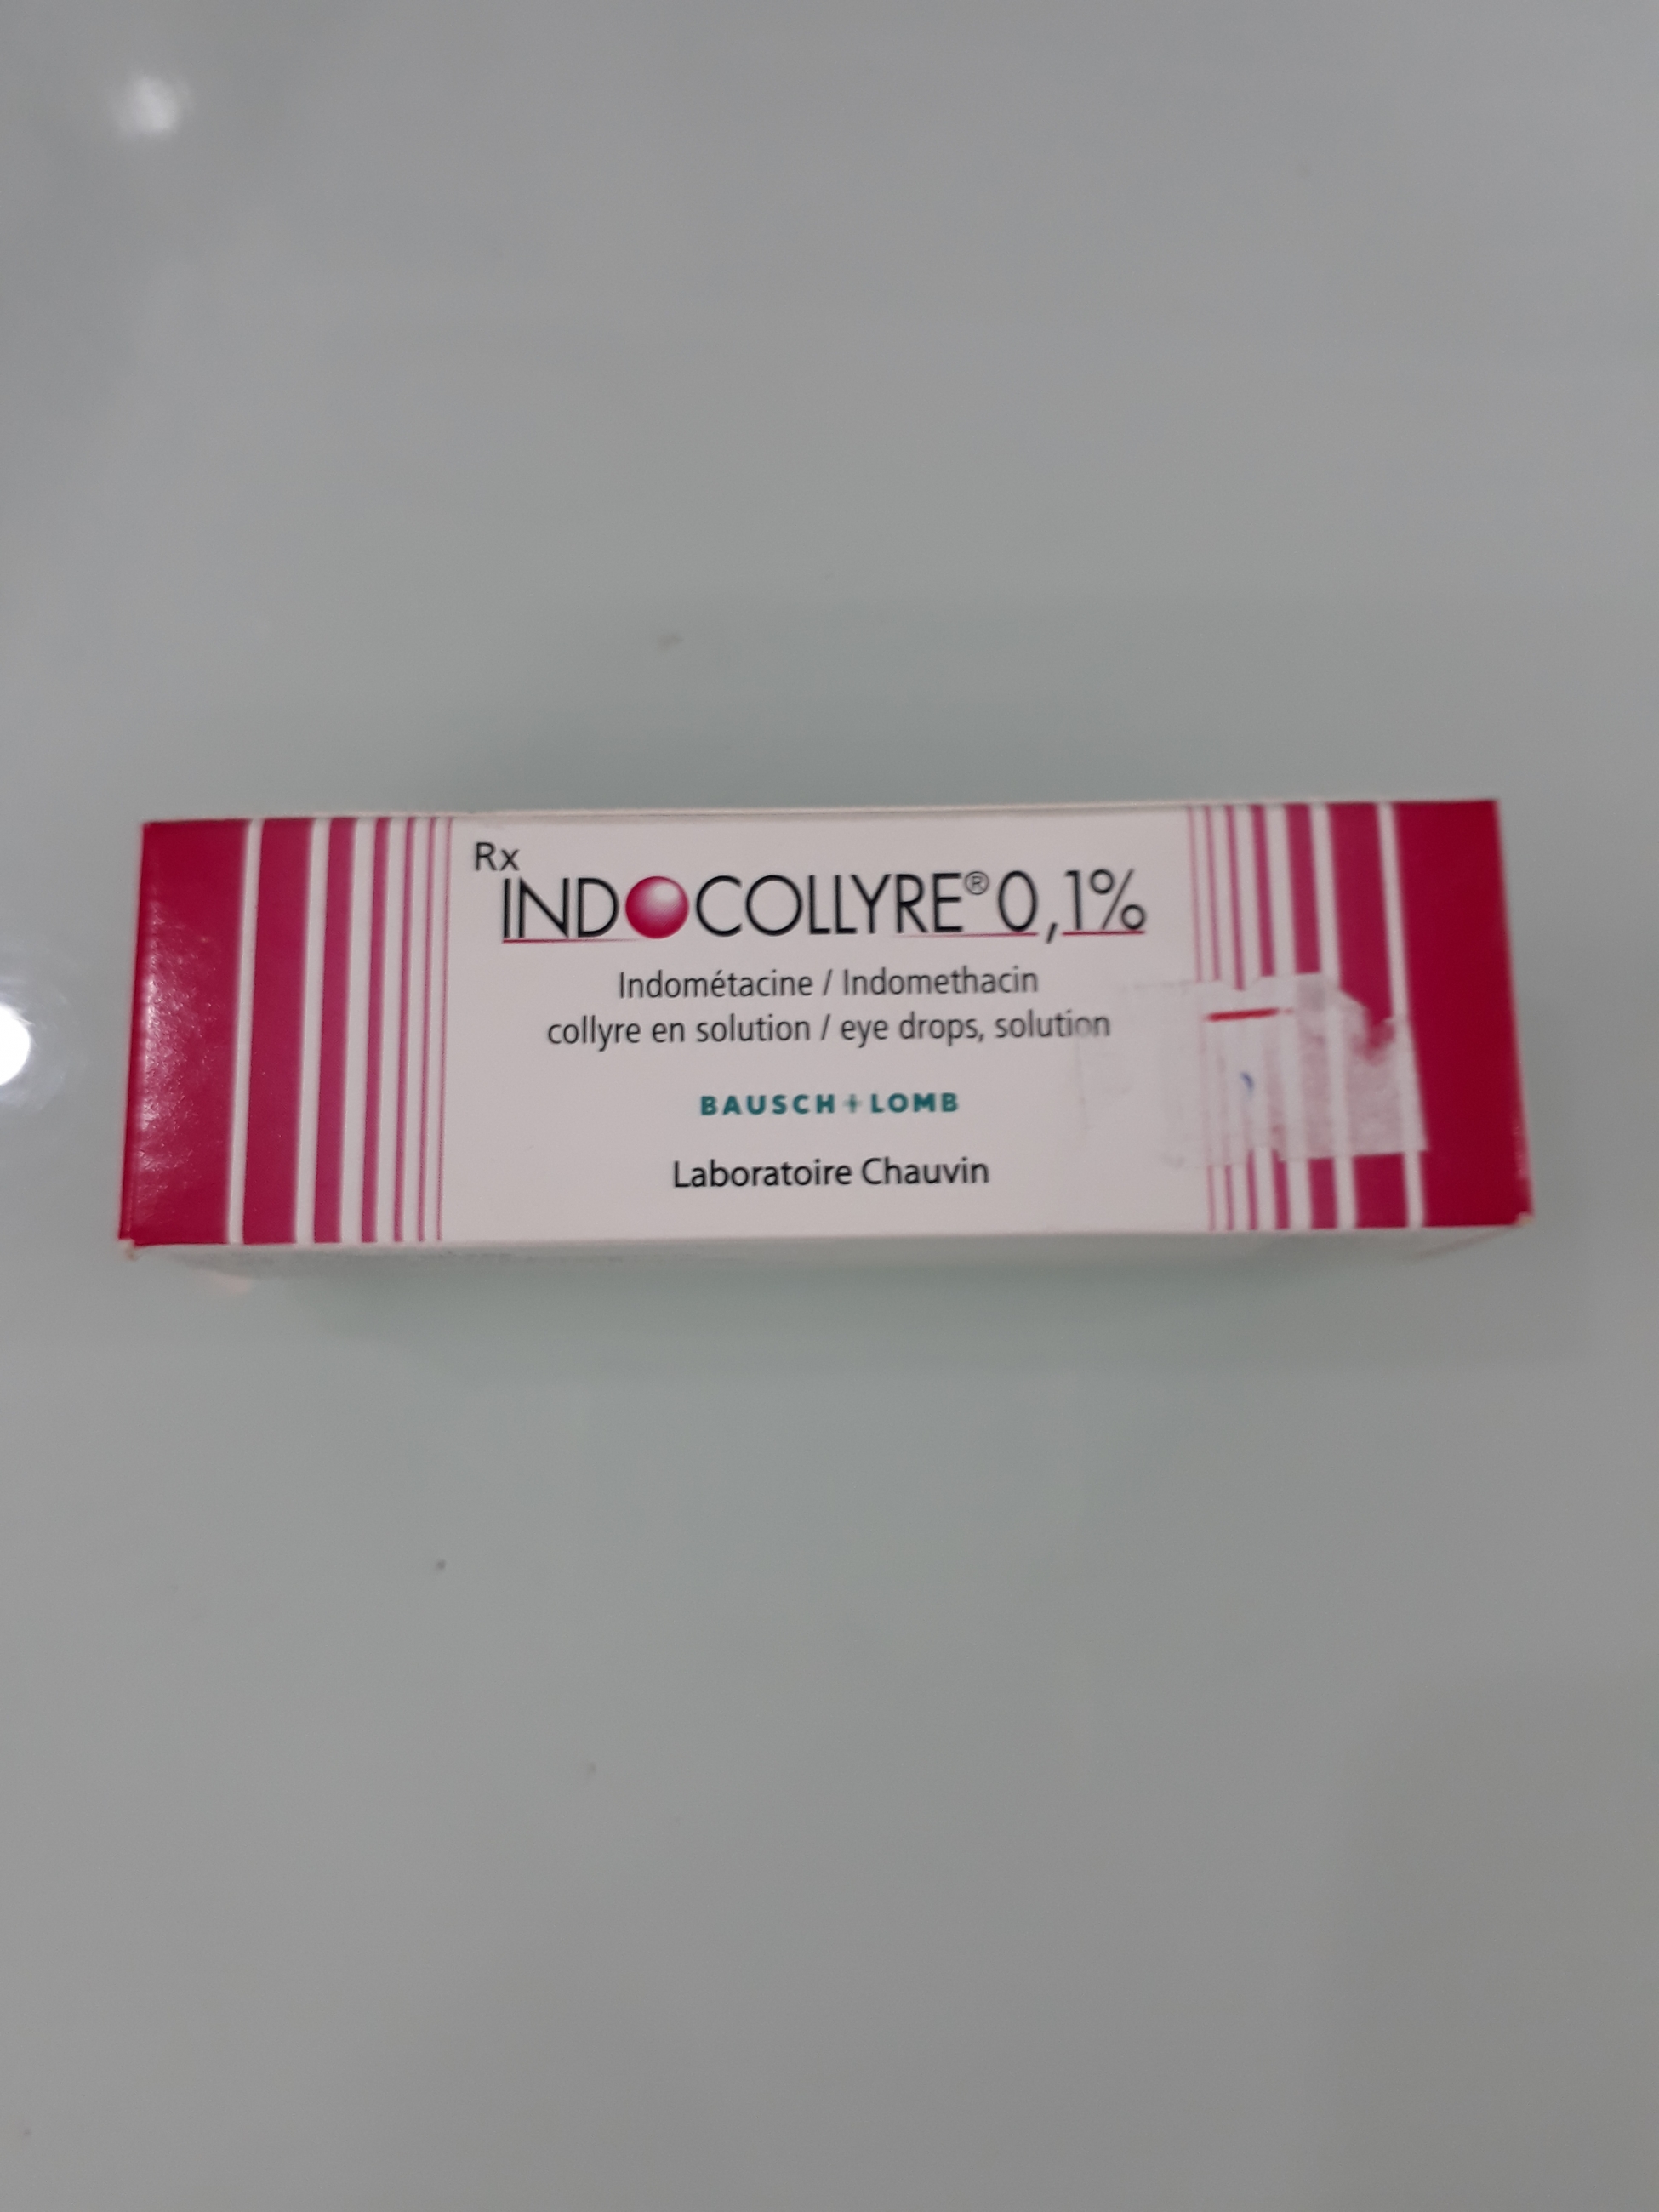 Rx
INDOCOLLYRE® 0,1%
Indométacine / Indomethacin
collyre en solution / eye drops, solution
BAUSCH + LOMB
Laboratoire Chauvin